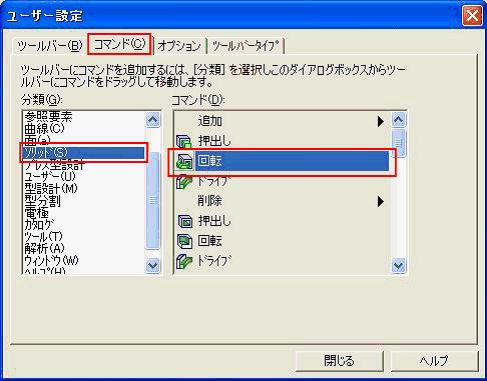 ユーザー設定
ツールバー(B) コマンド(C) オプション ツールバータイプ
ツールバーにコマンドを追加するには、[分類] を選択しこのダイアログボックスからツー
ルバーにコマンドをドラッグして移動します。
分類(G):
参照要素
曲線(C)
面(a)
ソリッド(S)
プレス型設計
ユーザー(U)
型設計(M)
型分割
電極
カタログ
ツール(T)
解析(A)
ウィンドウ(W)
ヘルプ(H)
コマンド(D):
追加
押出し
回転
ドライブ
削除
押出し
回転
ドライブ
閉じる ヘルプ